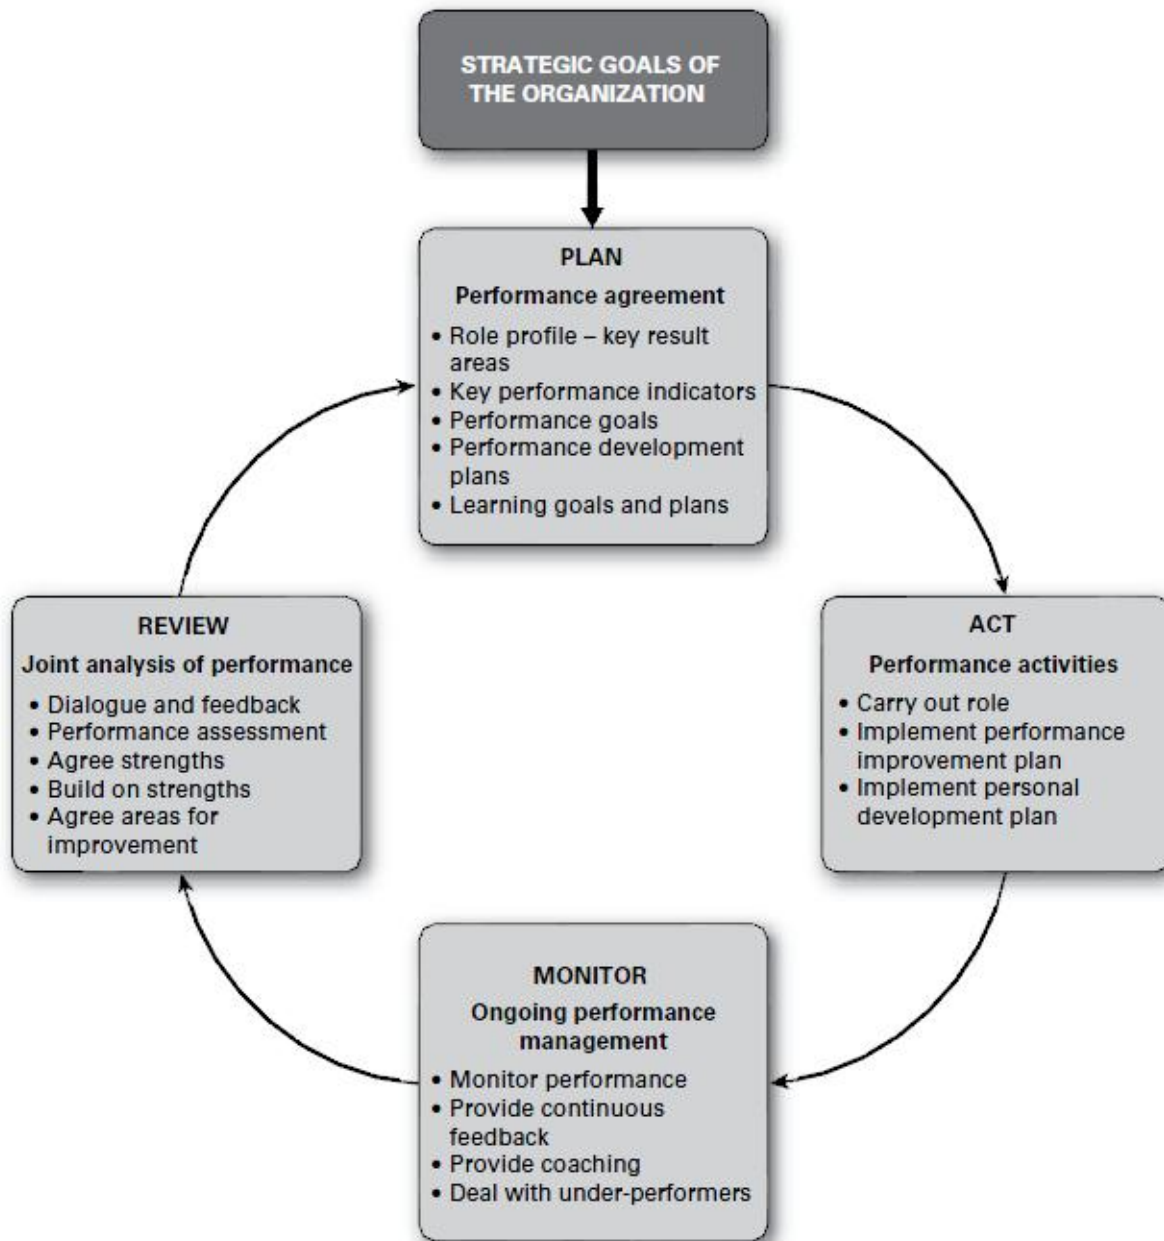 STRATEGIC GOALS OF
THE ORGANIZATION
PLAN
Performance agreement
• Role profile – key result
areas
• Key performance indicators
• Performance goals
• Performance development
plans
• Learning goals and plans
ACT
Performance activities
• Carry out role
• Implement performance
improvement plan
• Implement personal
development plan
MONITOR
Ongoing performance
management
• Monitor performance
• Provide continuous
feedback
• Provide coaching
• Deal with under-performers
REVIEW
Joint analysis of performance
• Dialogue and feedback
• Performance assessment
• Agree strengths
• Build on strengths
• Agree areas for
improvement